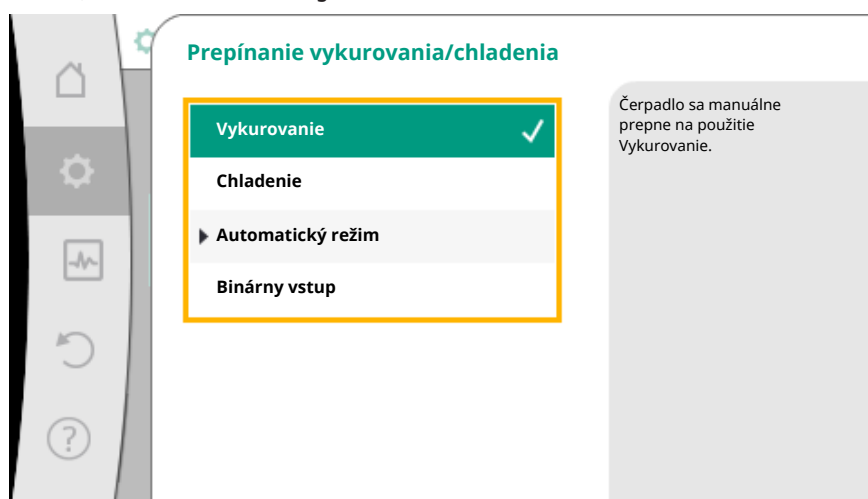 Prepínanie vykurovania/chladenia
Vykurovanie
Chladenie
Automatický režim
Binárny vstup
Čerpadlo sa manuálne
prepne na použitie
Vykurovanie.
?